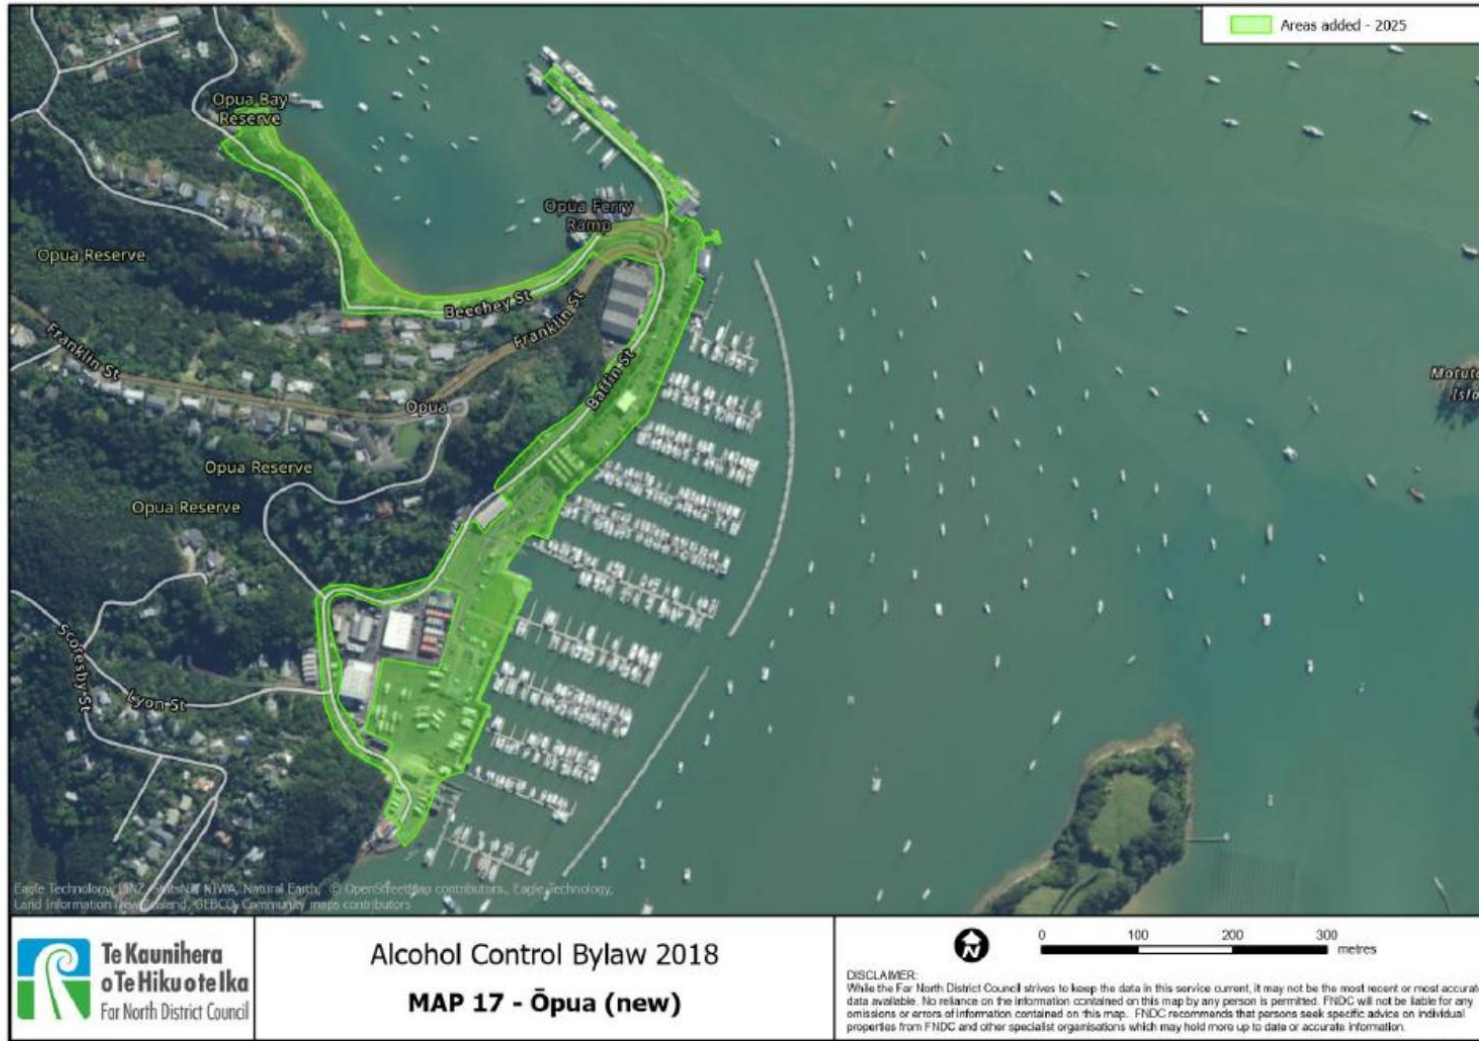 Areas added - 2025
Opua Bay
Reserve
Opua Ferry
Ramp
Opua Reserve
Beechey St
Franklin St
Franklin St
Baffin St
Opua
Opua Reserve
Opua Reserve
Scoresby St
Lyon St
Eagle Technology, LINZ, StatsNZ, NIWA, Natural Earth, © OpenStreetMap contributors., Eagle Technology,
Land Information New Zealand, GEBCO, Community maps contributors
Te Kaunihera
o Te Hiku o te Ika
Far North District Council
Alcohol Control Bylaw 2018
MAP 17 - Ōpua (new)
N
0 100 200 300
metres
DISCLAIMER:
While the Far North District Council strives to keep the data in this service current, it may not be the most recent or most accurate
data available. No reliance on the information contained on this map by any person is permitted. FNDC will not be liable for any
omissions or errors of information contained on this map. FNDC recommends that persons seek specific advice on individual
properties from FNDC and other specialist organisations which may hold more up to date or accurate information.